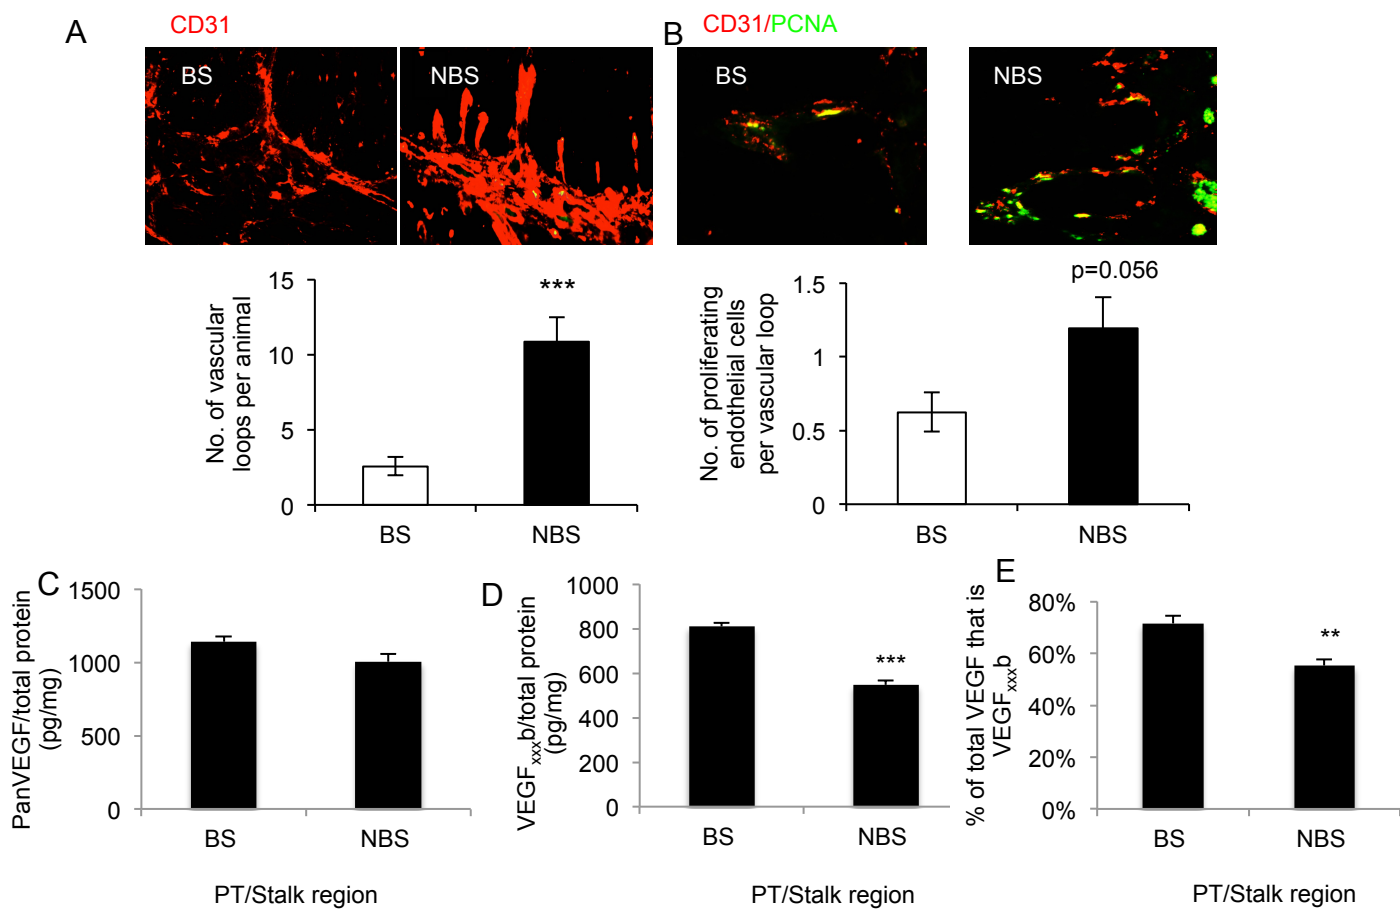 A
CD31
BS
NBS
B
CD31/PCNA
BS
NBS
No. of vascular
loops per animal
15
10
5
0
***
BS
NBS
No. of proliferating
endothelial cells
per vascular loop
1.5
1
0.5
0
p=0.056
BS
NBS
C
PanVEGF/total protein
(pg/mg)
1500
1000
500
0
BS
NBS
PT/Stalk region
D
VEGFxxxb/total protein
(pg/mg)
1000
800
600
400
200
0
***
BS
NBS
PT/Stalk region
E
% of total VEGF that is
VEGFxxxb
80%
60%
40%
20%
0%
**
BS
NBS
PT/Stalk region